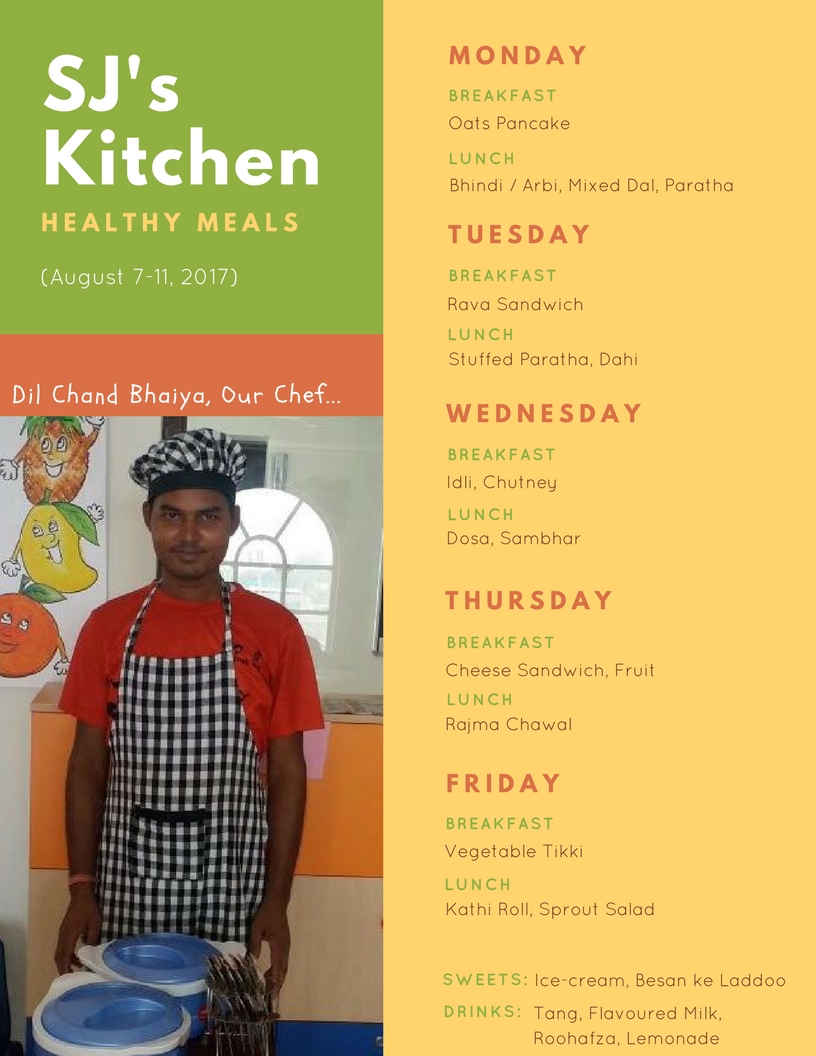 SJ's
Kitchen
HEALTHY MEALS
(August 7-11, 2017)
Dil Chand Bhaiya, Our Chef...
MONDAY
BREAKFAST
Oats Pancake
LUNCH
Bhindi / Arbi, Mixed Dal, Paratha
TUESDAY
BREAKFAST
Rava Sandwich
LUNCH
Stuffed Paratha, Dahi
WEDNESDAY
BREAKFAST
Idli, Chutney
LUNCH
Dosa, Sambhar
THURSDAY
BREAKFAST
Cheese Sandwich, Fruit
LUNCH
Rajma Chawal
FRIDAY
BREAKFAST
Vegetable Tikki
LUNCH
Kathi Roll, Sprout Salad
SWEETS: Ice-cream, Besan ke Laddoo
DRINKS: Tang, Flavoured Milk,
Roohafza, Lemonade